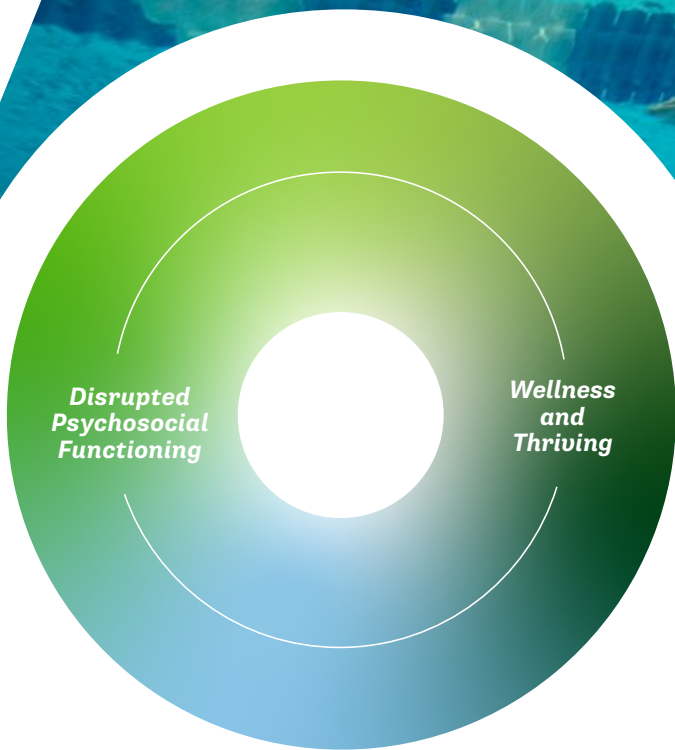 Disrupted
Psychosocial
Functioning
Wellness
and
Thriving